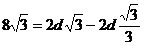 8√3 = 2d√3 − 2d √3/3